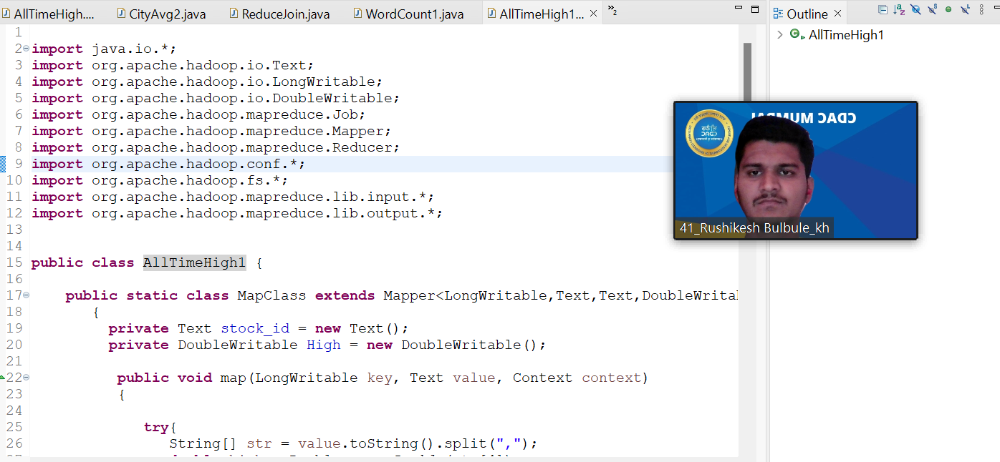 AllTimeHigh.... CityAvg2.java ReduceJoin.java WordCount1.java AllTimeHigh1... 2 Outline
AllTimeHigh1
1
2 import java.io.*;
3 import org.apache.hadoop.io.Text;
4 import org.apache.hadoop.io.LongWritable;
5 import org.apache.hadoop.io.DoubleWritable;
6 import org.apache.hadoop.mapreduce.Job;
7 import org.apache.hadoop.mapreduce.Mapper;
8 import org.apache.hadoop.mapreduce.Reducer;
9 import org.apache.hadoop.conf.*;
10 import org.apache.hadoop.fs.*;
11 import org.apache.hadoop.mapreduce.lib.input.*;
12 import org.apache.hadoop.mapreduce.lib.output.*;
13
14
15 public class AllTimeHigh1 {
16
17 public static class MapClass extends Mapper<LongWritable,Text,Text,DoubleWrita
18 {
19 private Text stock_id = new Text();
20 private DoubleWritable High = new DoubleWritable();
21
22 public void map(LongWritable key, Text value, Context context)
23 {
24
25 try{
26 String[] str = value.toString().split(",");
CDAC MUMBAI
41_Rushikesh Bulbule_kh